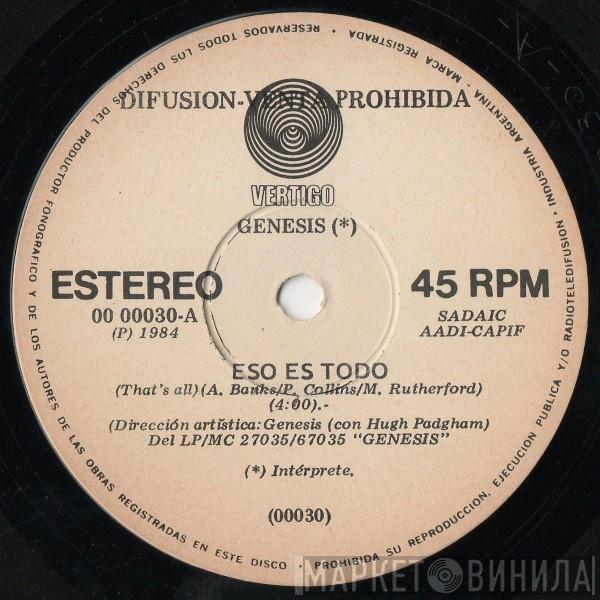 DIFUSION-VENTA PROHIBIDA
VERTIGO
GENESIS (*)
ESTEREO
45 RPM
00 00030-A
(P) 1984
SADAIC
AADI-CAPIF
ESO ES TODO
(That's all)(A. Banks/P. Collins/M. Rutherford)
(4:00).-
(Dirección artística: Genesis (con Hugh Padgham)
Del LP/MC 27035/67035 "GENESIS"
(*) Intérprete.
(00030)
RESERVADOS TODOS LOS DERECHOS DEL PRODUCTOR FONOGRAFICO Y DE LOS AUTORES DE LAS OBRAS REGISTRADAS EN ESTE DISCO • PROHIBIDA SU REPRODUCCION, EJECUCION PUBLICA Y/O RADIOTELEDIFUSION • INDUSTRIA ARGENTINA • MARCA REGISTRADA
МАРКЕТ ВИНИЛА